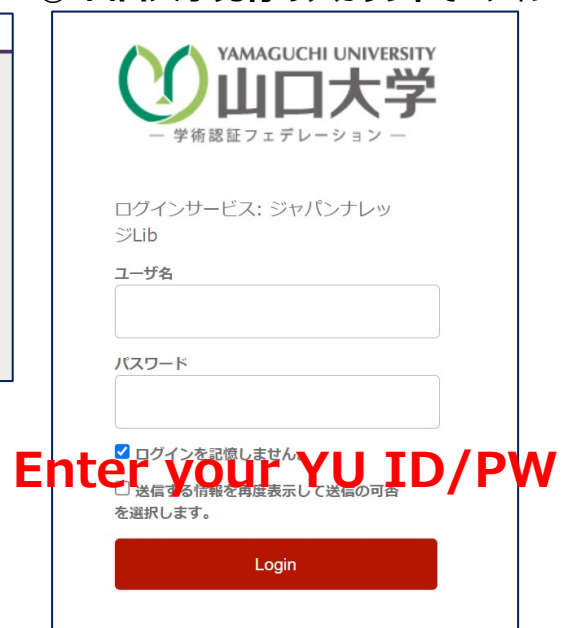 YAMAGUCHI UNIVERSITY
山口大学
― 学術認証フェデレーション ―
ログインサービス: ジャパンナレッ
ジLib
ユーザ名
パスワード
ログインを記憶しません。
Enter your YU ID/PW
送信する情報を再度表示して送信の可否
を選択します。
Login